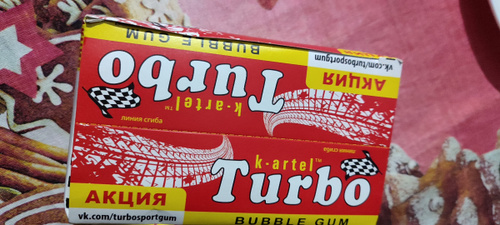 BUBBLE GUM
vk.com/turbosportgum
АКЦИЯ
k-artel™
Turbo
линия сгиба
линия сгиба
k-artel™
Turbo
АКЦИЯ
vk.com/turbosportgum
BUBBLE GUM